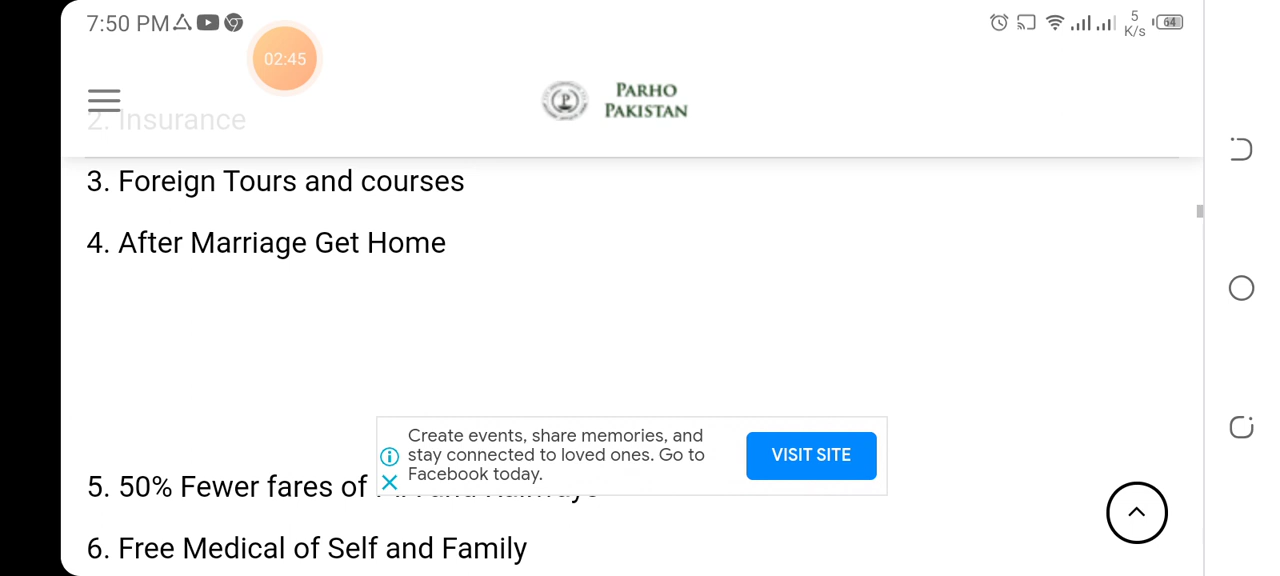 7:50 PM
02:45
5
K/s
64
PARHO
PAKISTAN
2. Insurance
3. Foreign Tours and courses
4. After Marriage Get Home
Create events, share memories, and
stay connected to loved ones. Go to
Facebook today.
VISIT SITE
5. 50% Fewer fares of
6. Free Medical of Self and Family